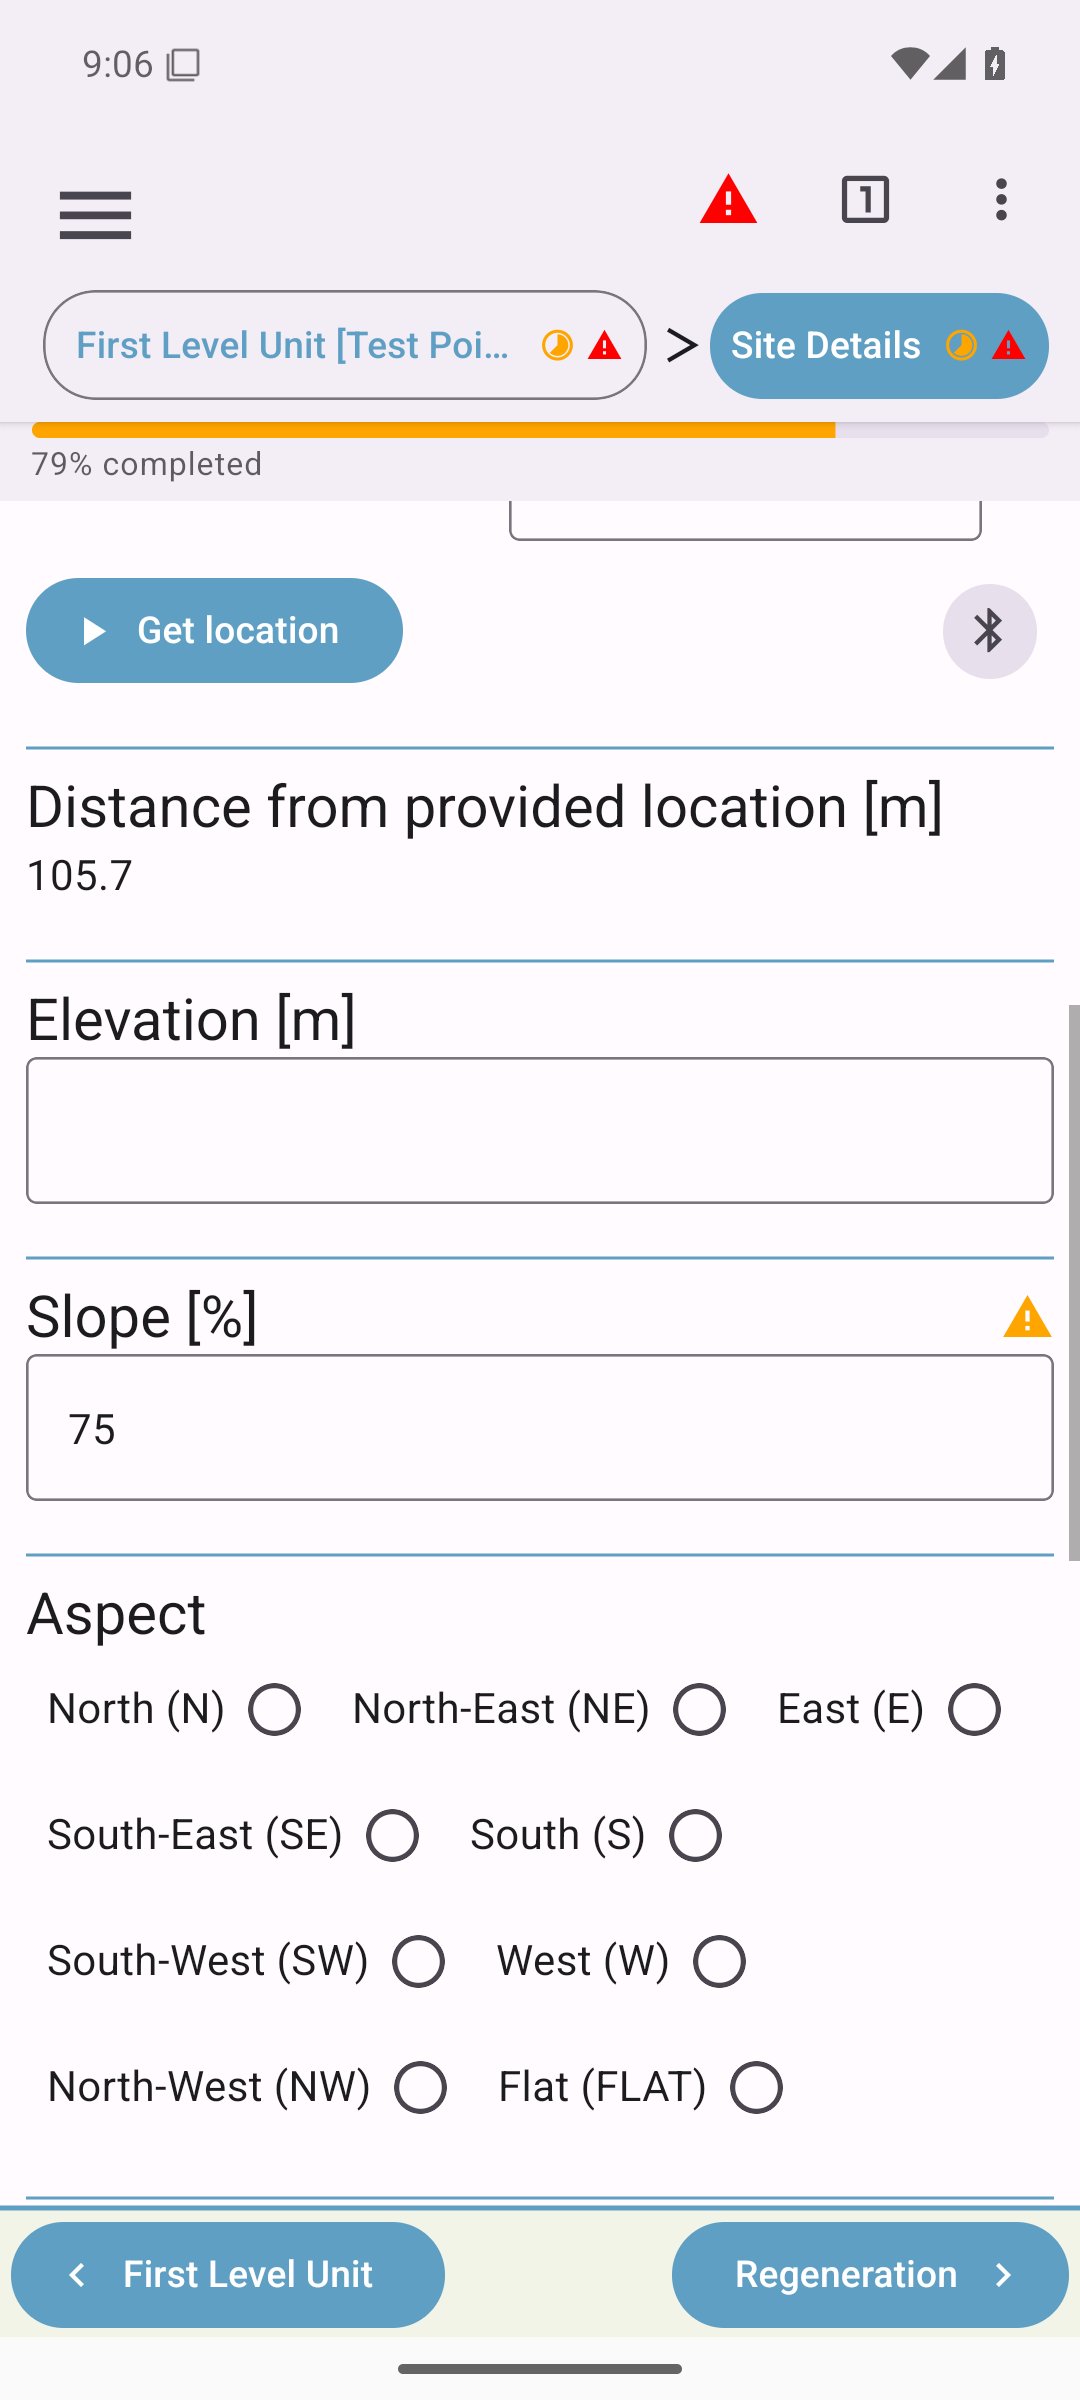 9:06
1
First Level Unit [Test Poi...
>
Site Details
79% completed
Get location
Distance from provided location [m]
105.7
Elevation [m]
Slope [%]
75
Aspect
North (N) North-East (NE) East (E)
South-East (SE) South (S)
South-West (SW) West (W)
North-West (NW) Flat (FLAT)
First Level Unit
Regeneration